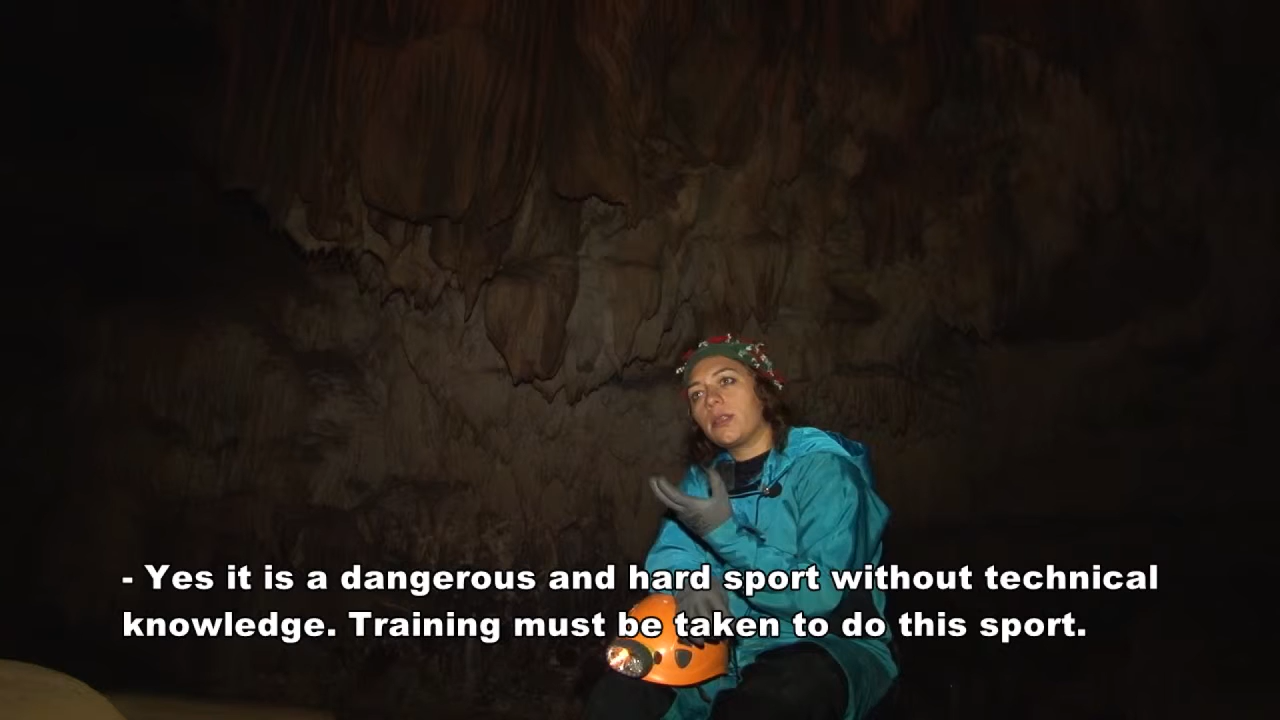 - Yes it is a dangerous and hard sport without technical
knowledge. Training must be taken to do this sport.